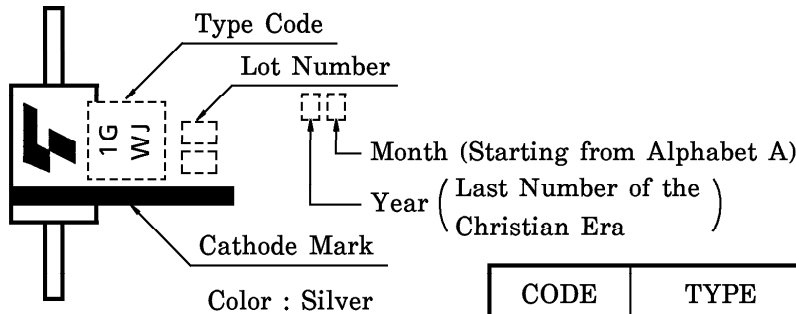 Type Code
Lot Number
1G
WJ
Month (Starting from Alphabet A)
Year (Last Number of the
Christian Era)
Cathode Mark
Color : Silver
CODE TYPE